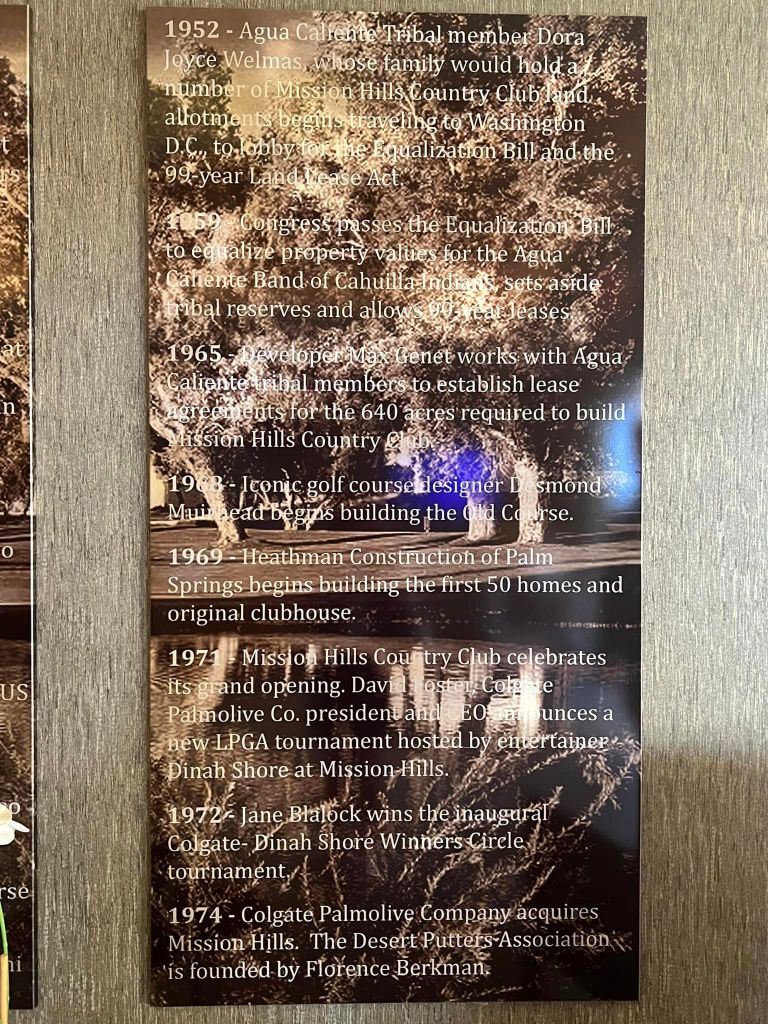 1952 - Agua Caliente Tribal member Dora
Joyce Welmas, whose family would hold a
number of Mission Hills Country Club land
allotments begins traveling to Washington
D.C., to lobby for the Equalization Bill and the
99-year Land Lease Act.
1959 - Congress passes the Equalization Bill
to equalize property values for the Agua
Caliente Band of Cahuilla Indians, sets aside
tribal reserves and allows 99-year leases.
1965 - Developer Max Genet works with Agua
Caliente tribal members to establish lease
agreements for the 640 acres required to build
Mission Hills Country Club.
1968 - Iconic golf course designer Desmond
Muirhead begins building the Old Course.
1969 - Heathman Construction of Palm
Springs begins building the first 50 homes and
original clubhouse.
1971 - Mission Hills Country Club celebrates
its grand opening. David Foster, Colgate
Palmolive Co. president and CEO announces a
new LPGA tournament hosted by entertainer
Dinah Shore at Mission Hills.
1972 - Jane Blalock wins the inaugural
Colgate- Dinah Shore Winners Circle
tournament.
1974 - Colgate Palmolive Company acquires
Mission Hills. The Desert Putters Association
is founded by Florence Berkman.